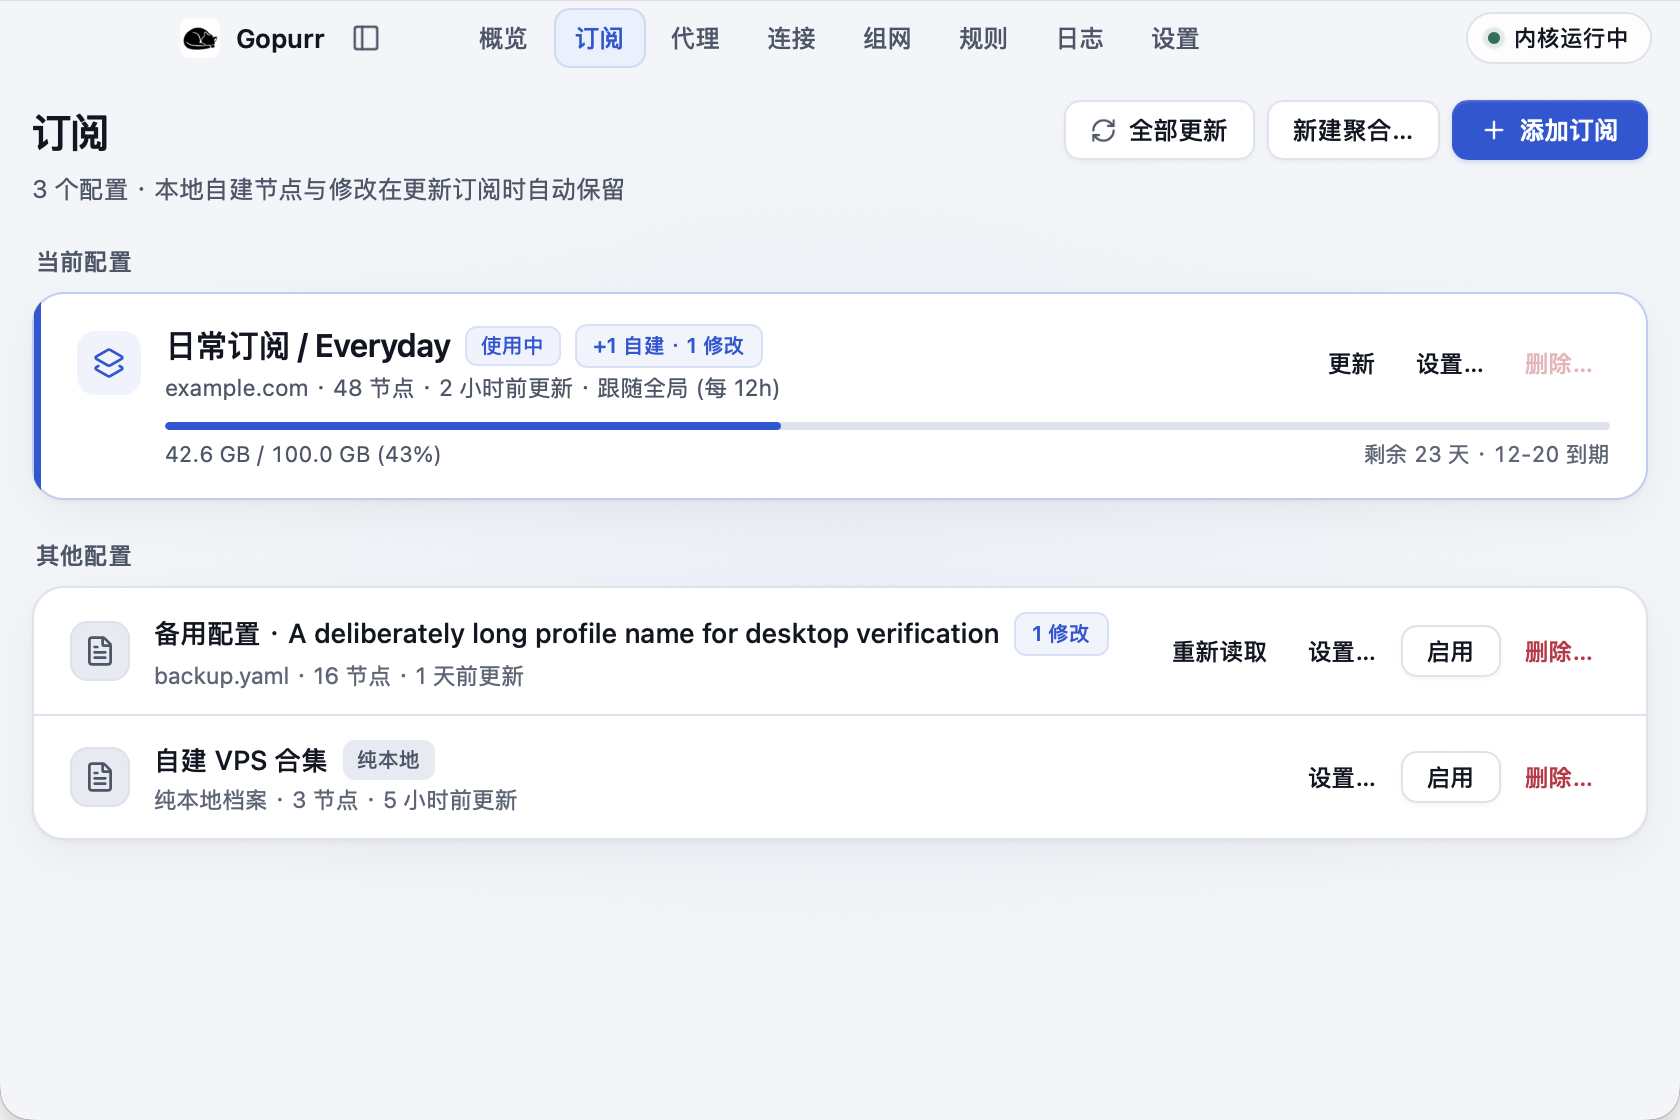 Gopurr 概览 订阅 代理 连接 组网 规则 日志 设置 内核运行中
订阅 全部更新 新建聚合... 添加订阅
3 个配置 · 本地自建节点与修改在更新订阅时自动保留
当前配置
日常订阅 / Everyday 使用中 +1 自建 · 1 修改
更新 设置... 删除...
example.com · 48 节点 · 2 小时前更新 · 跟随全局 (每 12h)
42.6 GB / 100.0 GB (43%) 剩余 23 天 · 12-20 到期
其他配置
备用配置 · A deliberately long profile name for desktop verification 1 修改
重新读取 设置... 启用 删除...
backup.yaml · 16 节点 · 1 天前更新
自建 VPS 合集 纯本地
设置... 启用 删除...
纯本地档案 · 3 节点 · 5 小时前更新